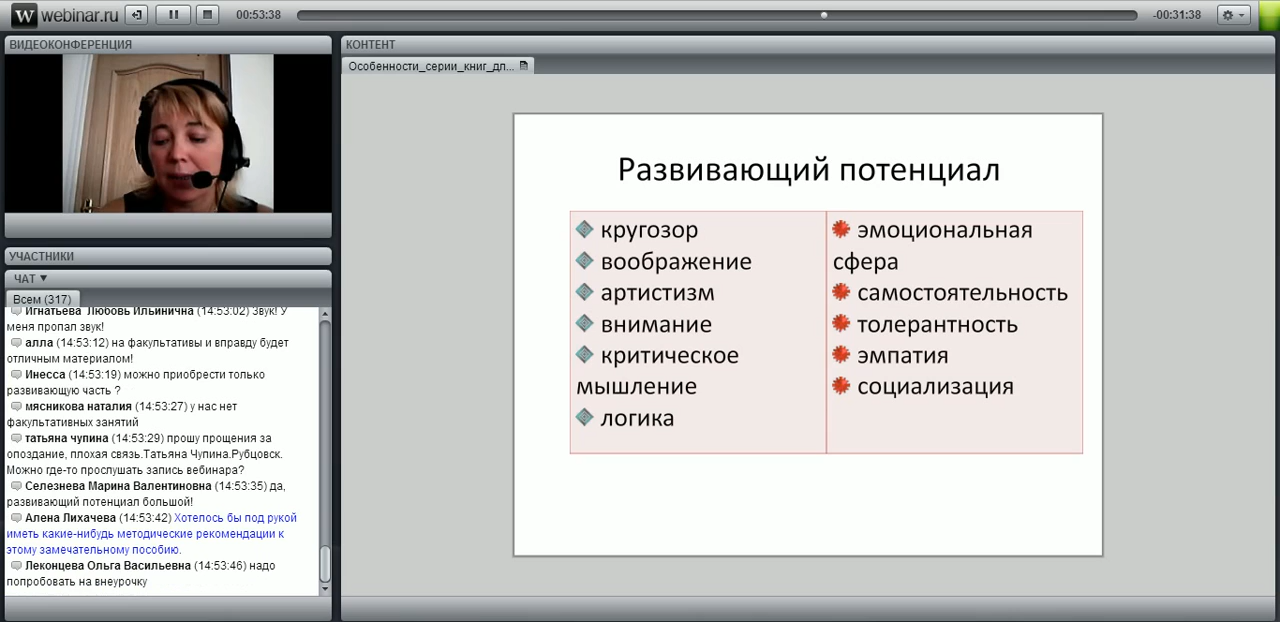 W webinar.ru
00:53:38
-00:31:38
ВИДЕОКОНФЕРЕНЦИЯ
УЧАСТНИКИ
ЧАТ ▼
Всем (317)
Игнатьева Любовь Ильинична (14:53:02) Звук! У
меня пропал звук!
алла (14:53:12) на факультативы и вправду будет
отличным материалом!
Инесса (14:53:19) можно приобрести только
развивающую часть ?
мясникова наталия (14:53:27) у нас нет
факультативных занятий
татьяна чупина (14:53:29) прошу прощения за
опоздание, плохая связь.Татьяна Чупина.Рубцовск.
Можно где-то прослушать запись вебинара?
Селезнева Марина Валентиновна (14:53:35) да,
развивающий потенциал большой!
Алена Лихачева (14:53:42) Хотелось бы под рукой
иметь какие-нибудь методические рекомендации к
этому замечательному пособию.
Леконцева Ольга Васильевна (14:53:46) надо
попробовать на внеурочку
КОНТЕНТ
Особенности_серии_книг_дл...
Развивающий потенциал
кругозор
воображение
артистизм
внимание
критическое
мышление
логика
эмоциональная
сфера
самостоятельность
толерантность
эмпатия
социализация